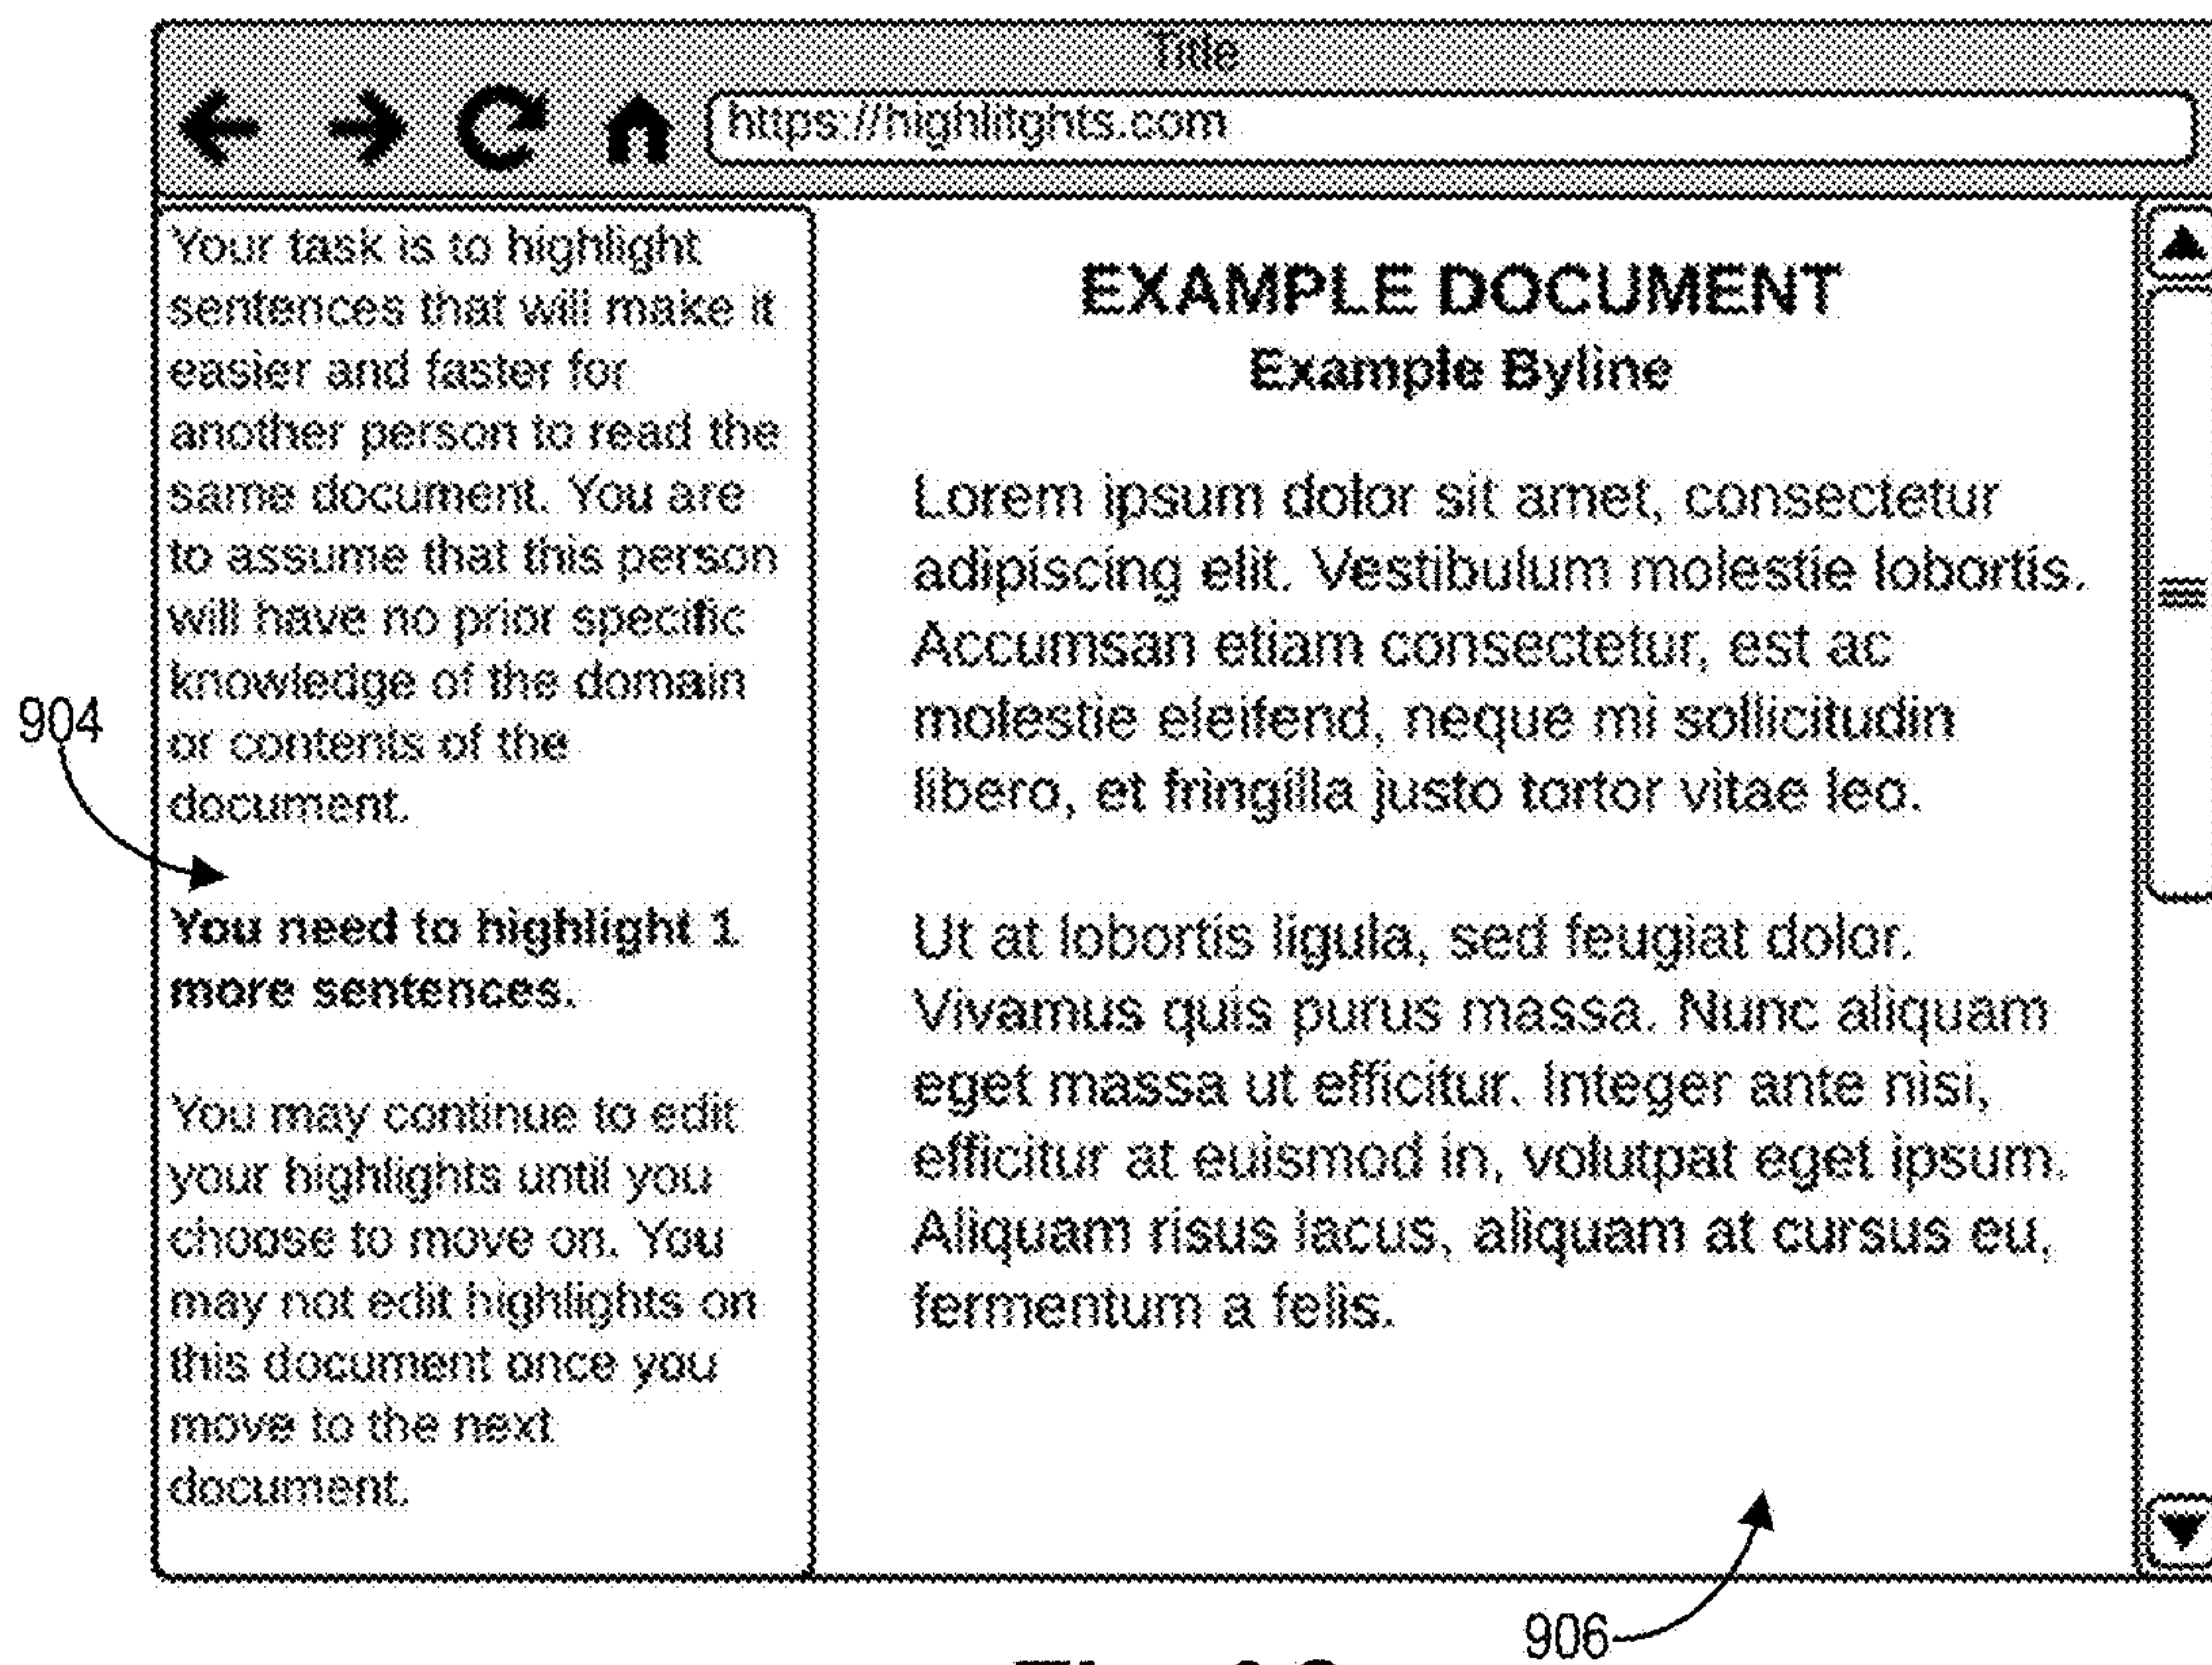 Title
https://highlitghts.com
Your task is to highlight
sentences that will make it
easier and faster for
another person to read the
same document. You are
to assume that this person
will have no prior specific
knowledge of the domain
or contents of the
document.
You need to highlight 1
more sentences.
You may continue to edit
your highlights until you
choose to move on. You
may not edit highlights on
this document once you
move to the next
document.
EXAMPLE DOCUMENT
Example Byline
Lorem ipsum dolor sit amet, consectetur
adipiscing elit. Vestibulum molestie lobortis.
Accumsan etiam consectetur, est ac
molestie eleifend, neque mi sollicitudin
libero, et fringilla justo tortor vitae leo.
Ut at lobortis ligula, sed feugiat dolor.
Vivamus quis purus massa. Nunc aliquam
eget massa ut efficitur. Integer ante nisi,
efficitur at euismod in, volutpat eget ipsum.
Aliquam risus lacus, aliquam at cursus eu,
fermentum a felis.
904
906